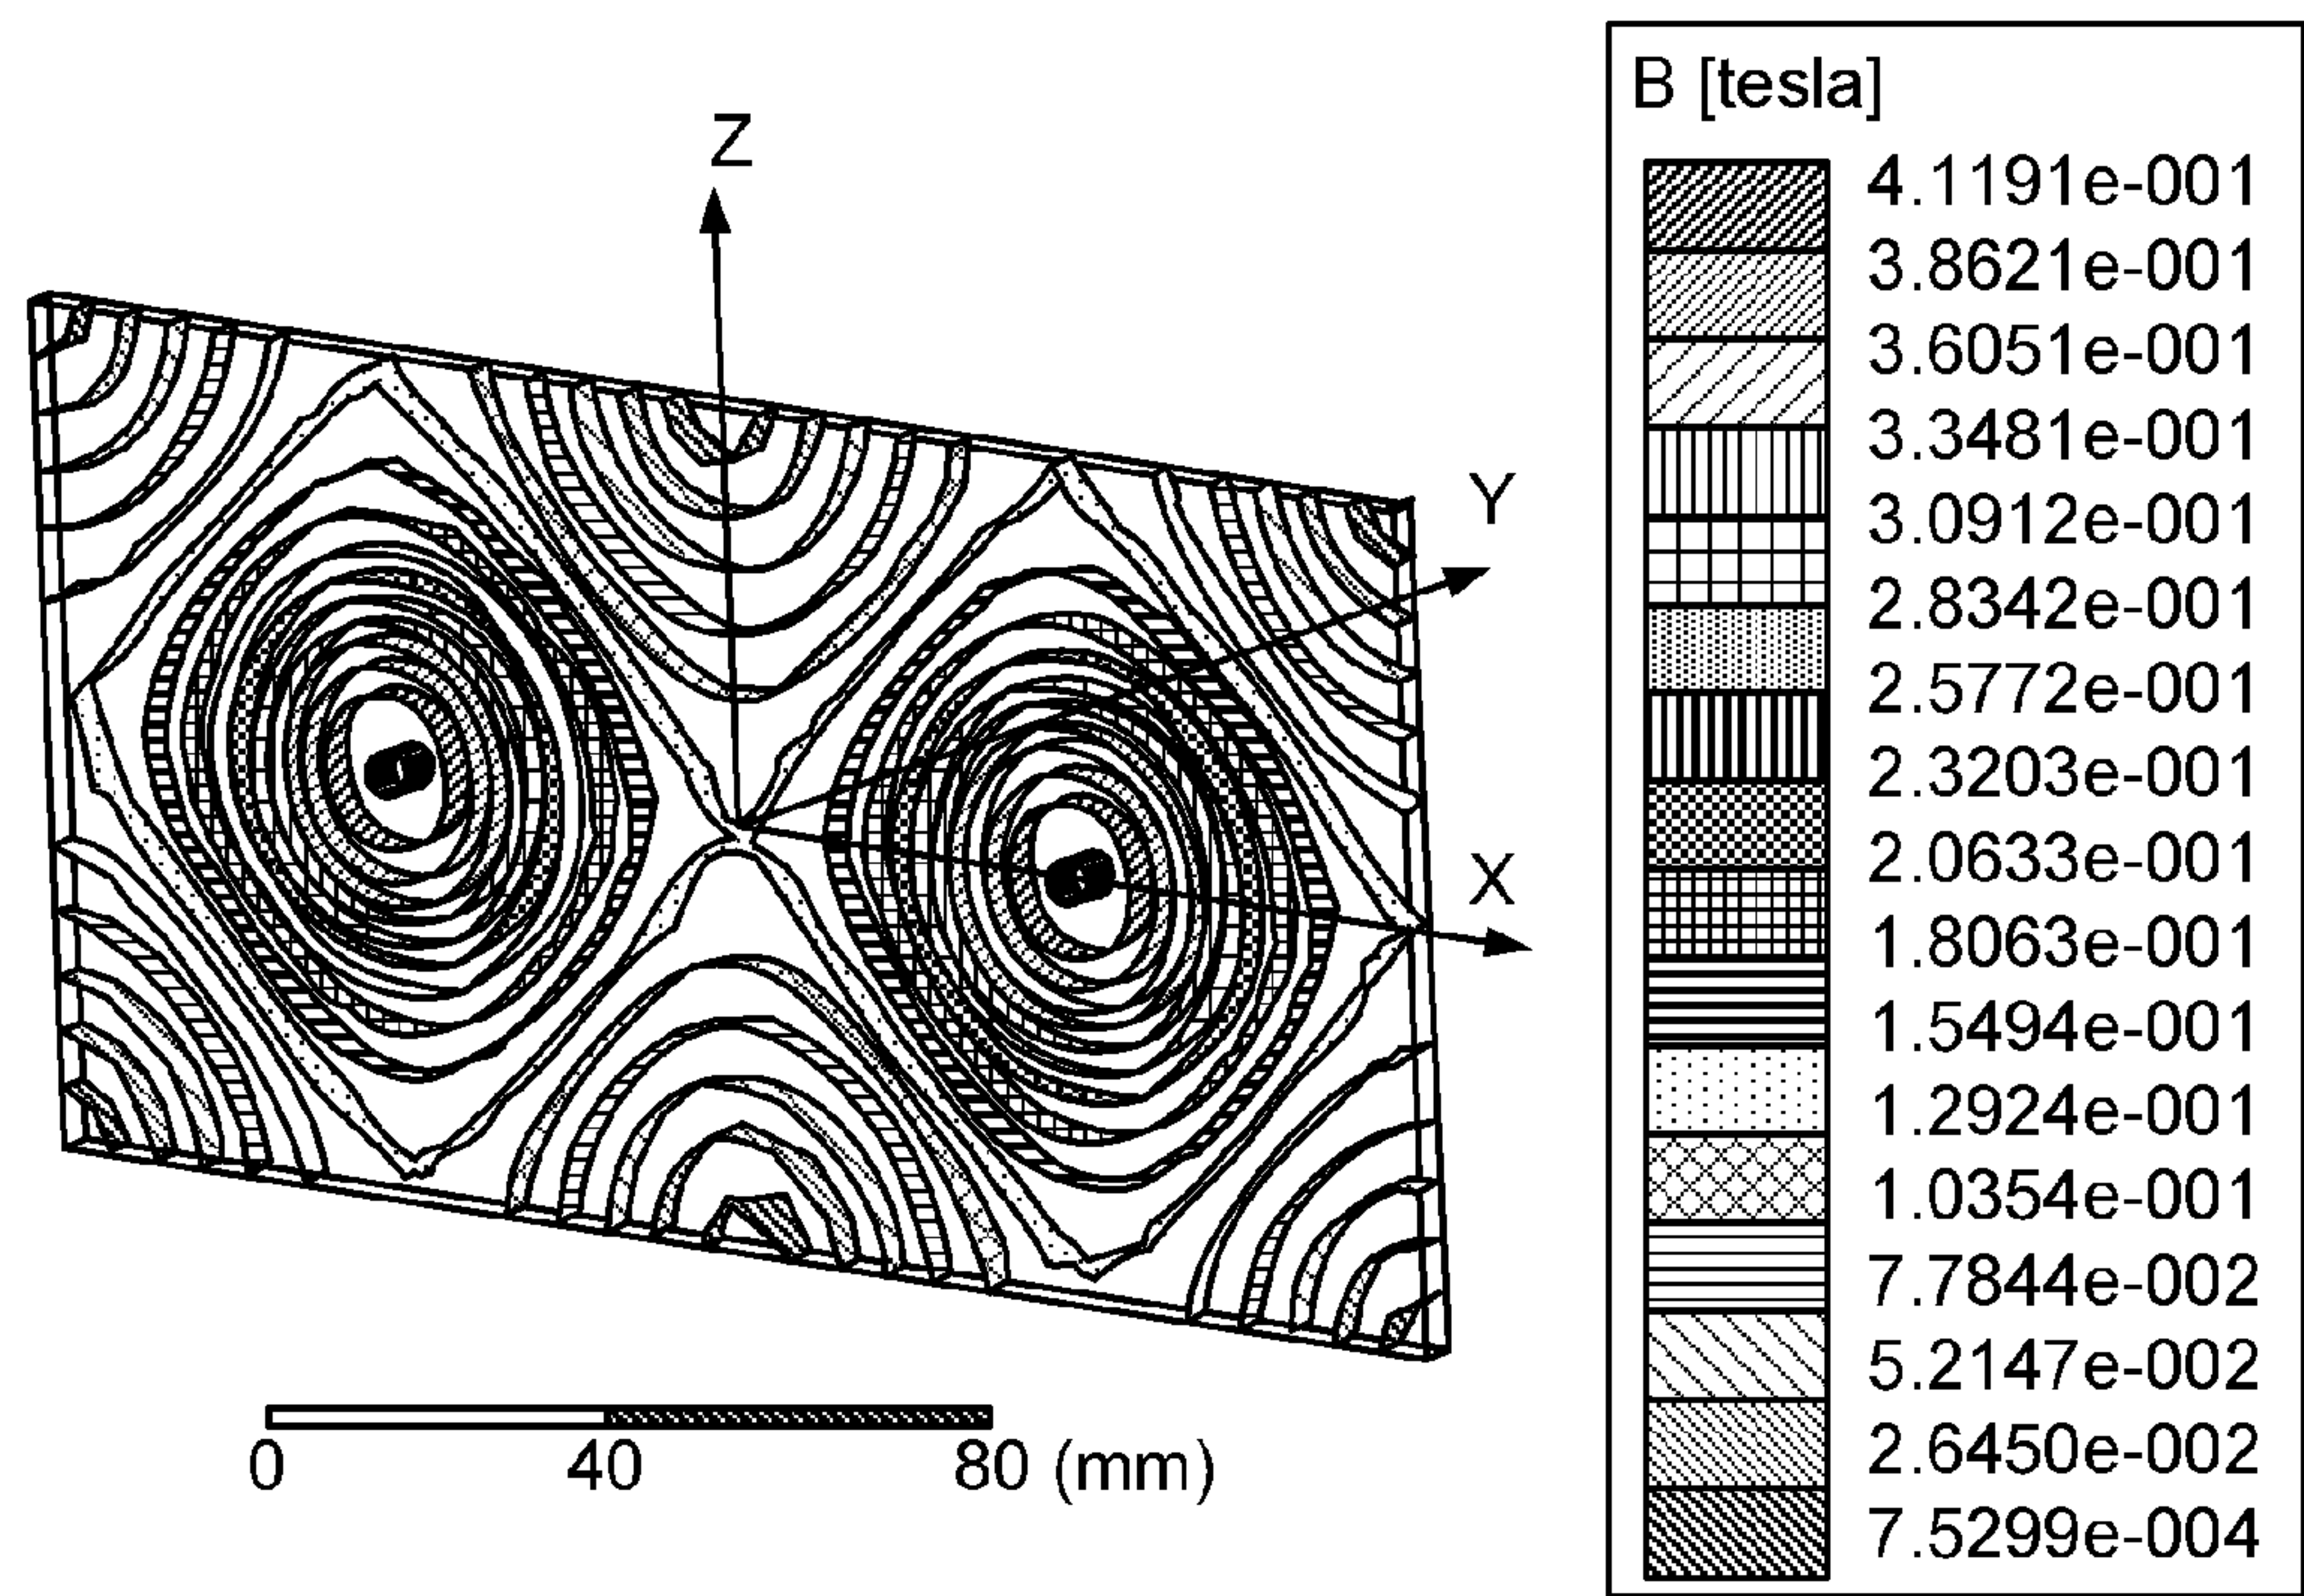 Z
Y
X
0 40 80 (mm)
B [tesla]
4.1191e-001
3.8621e-001
3.6051e-001
3.3481e-001
3.0912e-001
2.8342e-001
2.5772e-001
2.3203e-001
2.0633e-001
1.8063e-001
1.5494e-001
1.2924e-001
1.0354e-001
7.7844e-002
5.2147e-002
2.6450e-002
7.5299e-004